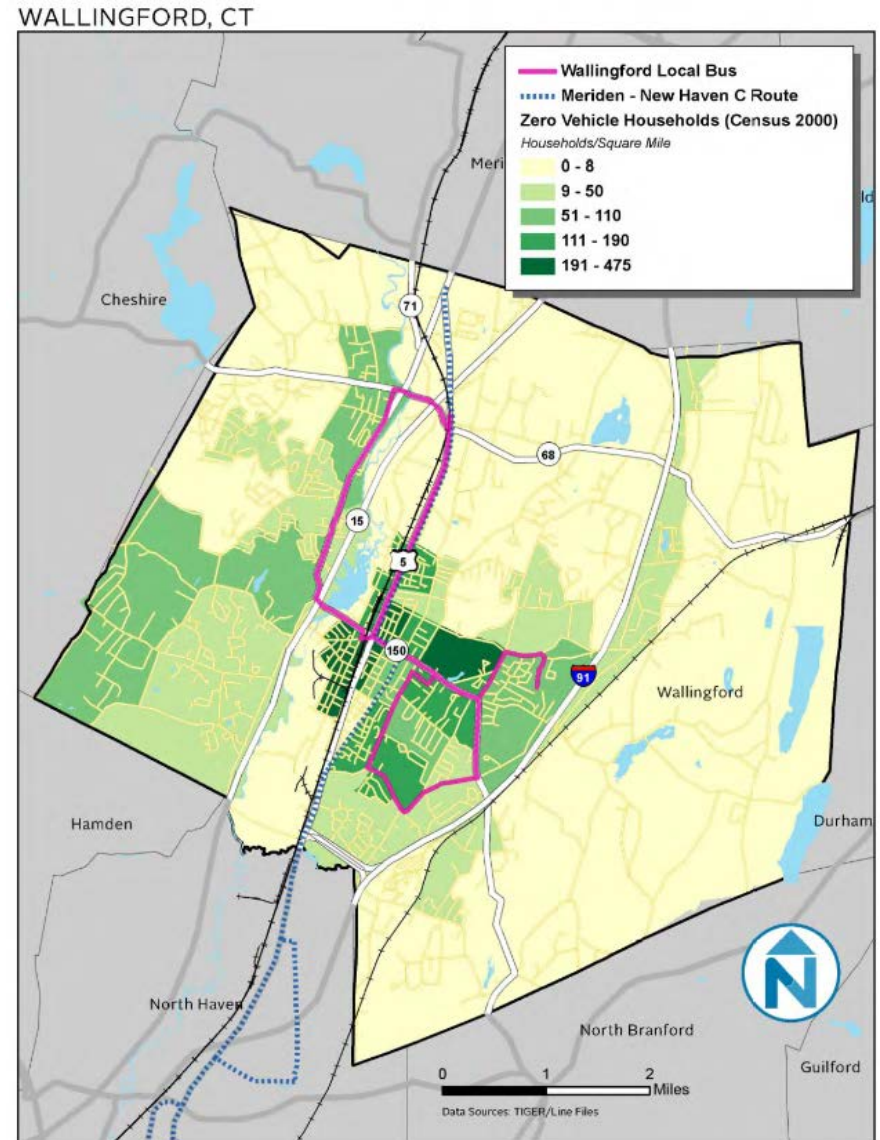 WALLINGFORD, CT
Wallingford Local Bus
Meriden - New Haven C Route
Zero Vehicle Households (Census 2000)
Households/Square Mile
0 - 8
9 - 50
51 - 110
111 - 190
191 - 475
Meri
ld
Cheshire
71
68
15
5
150
91
Wallingford
Hamden
Durham
N
North Haven
North Branford
Guilford
0 1 2
Miles
Data Sources: TIGER/Line Files